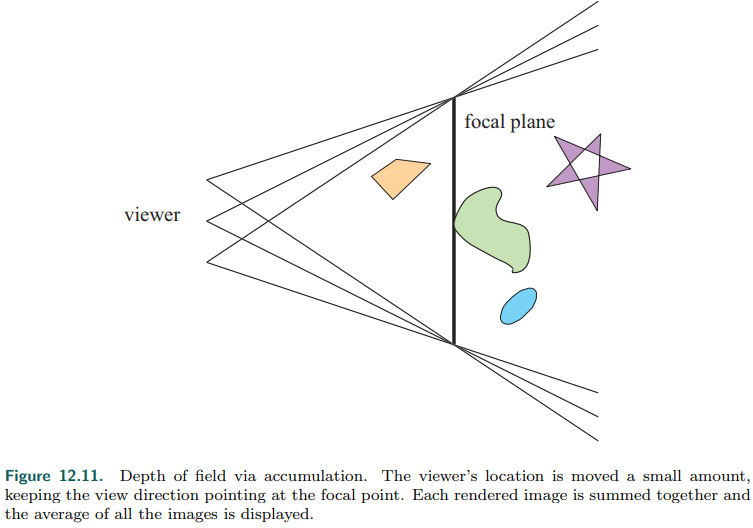 focal plane
viewer
Figure 12.11. Depth of field via accumulation. The viewer's location is moved a small amount,
keeping the view direction pointing at the focal point. Each rendered image is summed together and
the average of all the images is displayed.